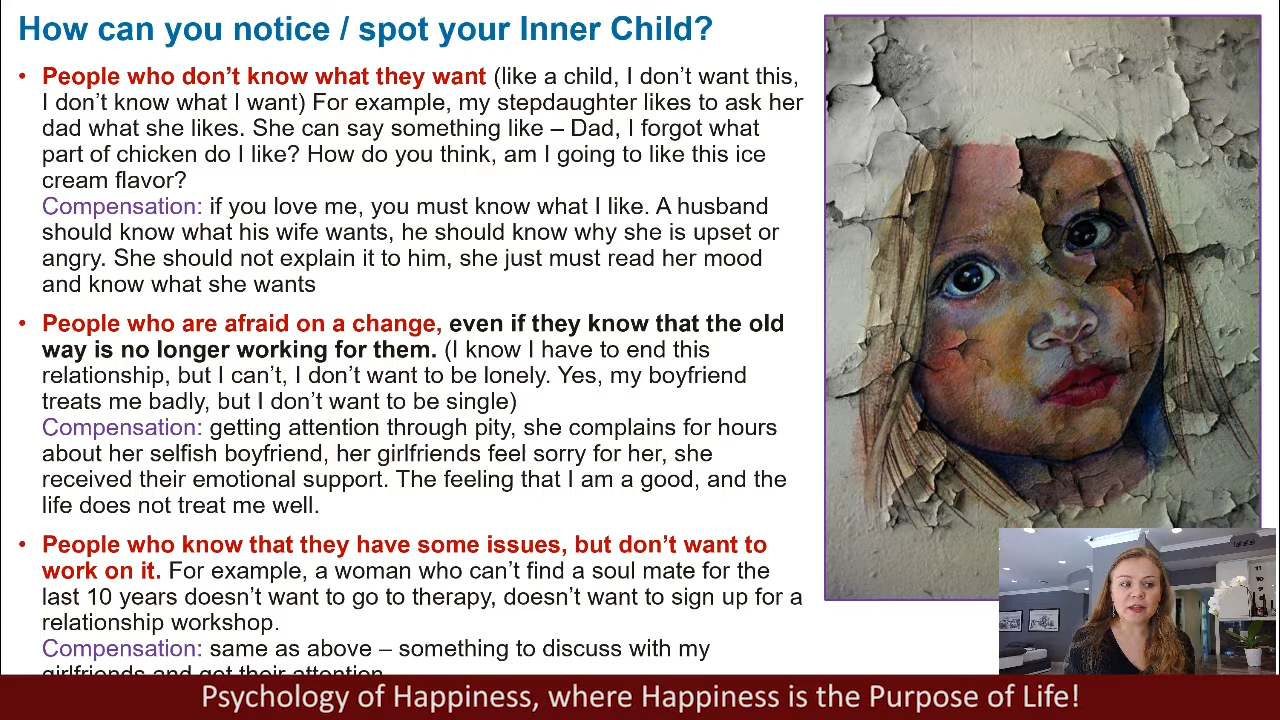 How can you notice / spot your Inner Child?
• People who don't know what they want (like a child, I don't want this,
I don't know what I want) For example, my stepdaughter likes to ask her
dad what she likes. She can say something like – Dad, I forgot what
part of chicken do I like? How do you think, am I going to like this ice
cream flavor?
Compensation: if you love me, you must know what I like. A husband
should know what his wife wants, he should know why she is upset or
angry. She should not explain it to him, she just must read her mood
and know what she wants
• People who are afraid on a change, even if they know that the old
way is no longer working for them. (I know I have to end this
relationship, but I can't, I don't want to be lonely. Yes, my boyfriend
treats me badly, but I don't want to be single)
Compensation: getting attention through pity, she complains for hours
about her selfish boyfriend, her girlfriends feel sorry for her, she
received their emotional support. The feeling that I am a good, and the
life does not treat me well.
• People who know that they have some issues, but don't want to
work on it. For example, a woman who can't find a soul mate for the
last 10 years doesn't want to go to therapy, doesn't want to sign up for a
relationship workshop.
Compensation: same as above – something to discuss with my
girlfriends and get their attention
Psychology of Happiness, where Happiness is the Purpose of Life!